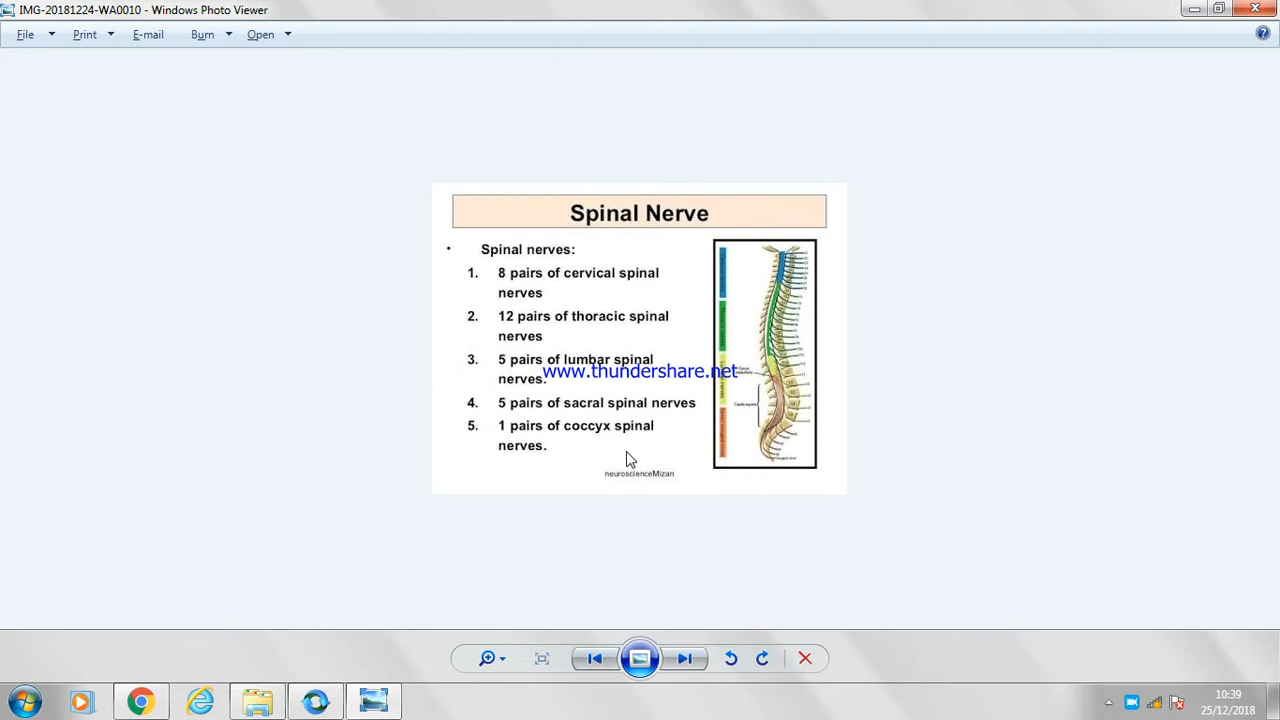 IMG-20181224-WA0010 - Windows Photo Viewer
File Print E-mail Burn Open
Spinal Nerve
• Spinal nerves:
1. 8 pairs of cervical spinal
nerves
2. 12 pairs of thoracic spinal
nerves
3. 5 pairs of lumbar spinal
nerves.
www.thundershare.net
4. 5 pairs of sacral spinal nerves
5. 1 pairs of coccyx spinal
nerves.
Cauda equina
neuroscienceMizan
10:39
25/12/2018